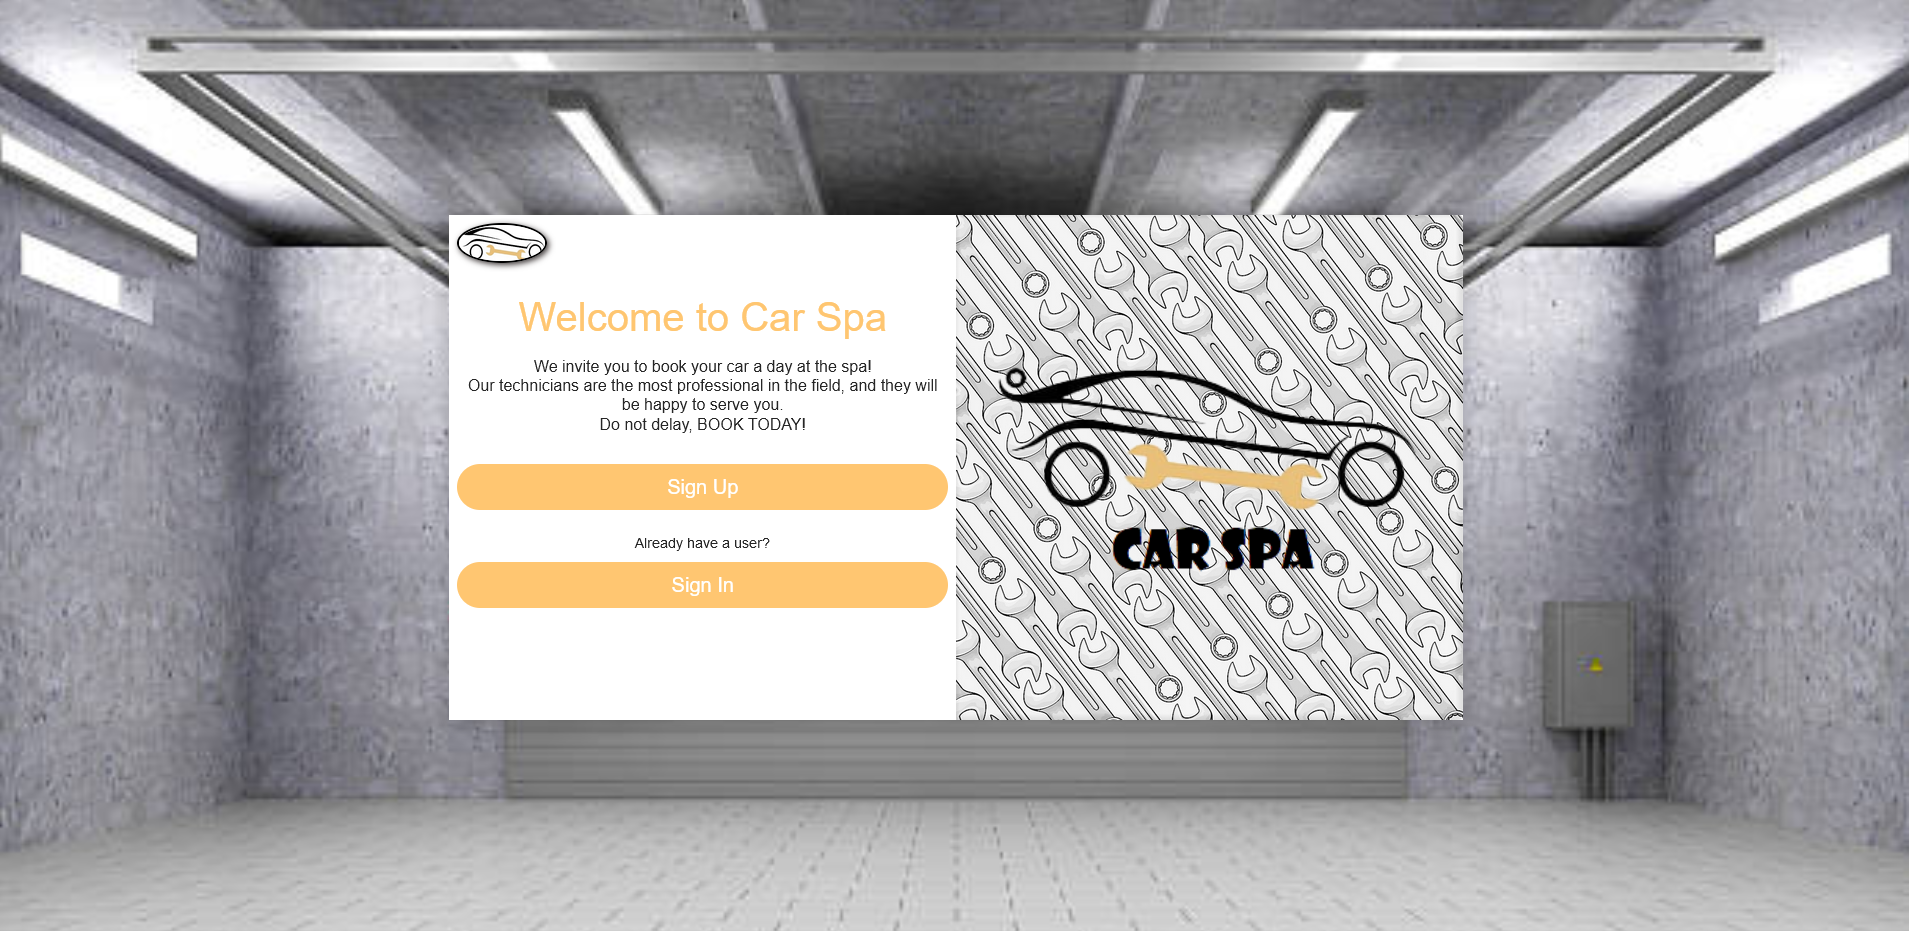 Welcome to Car Spa
We invite you to book your car a day at the spa!
Our technicians are the most professional in the field, and they will
be happy to serve you.
Do not delay, BOOK TODAY!
Sign Up
Already have a user?
Sign In
CAR SPA